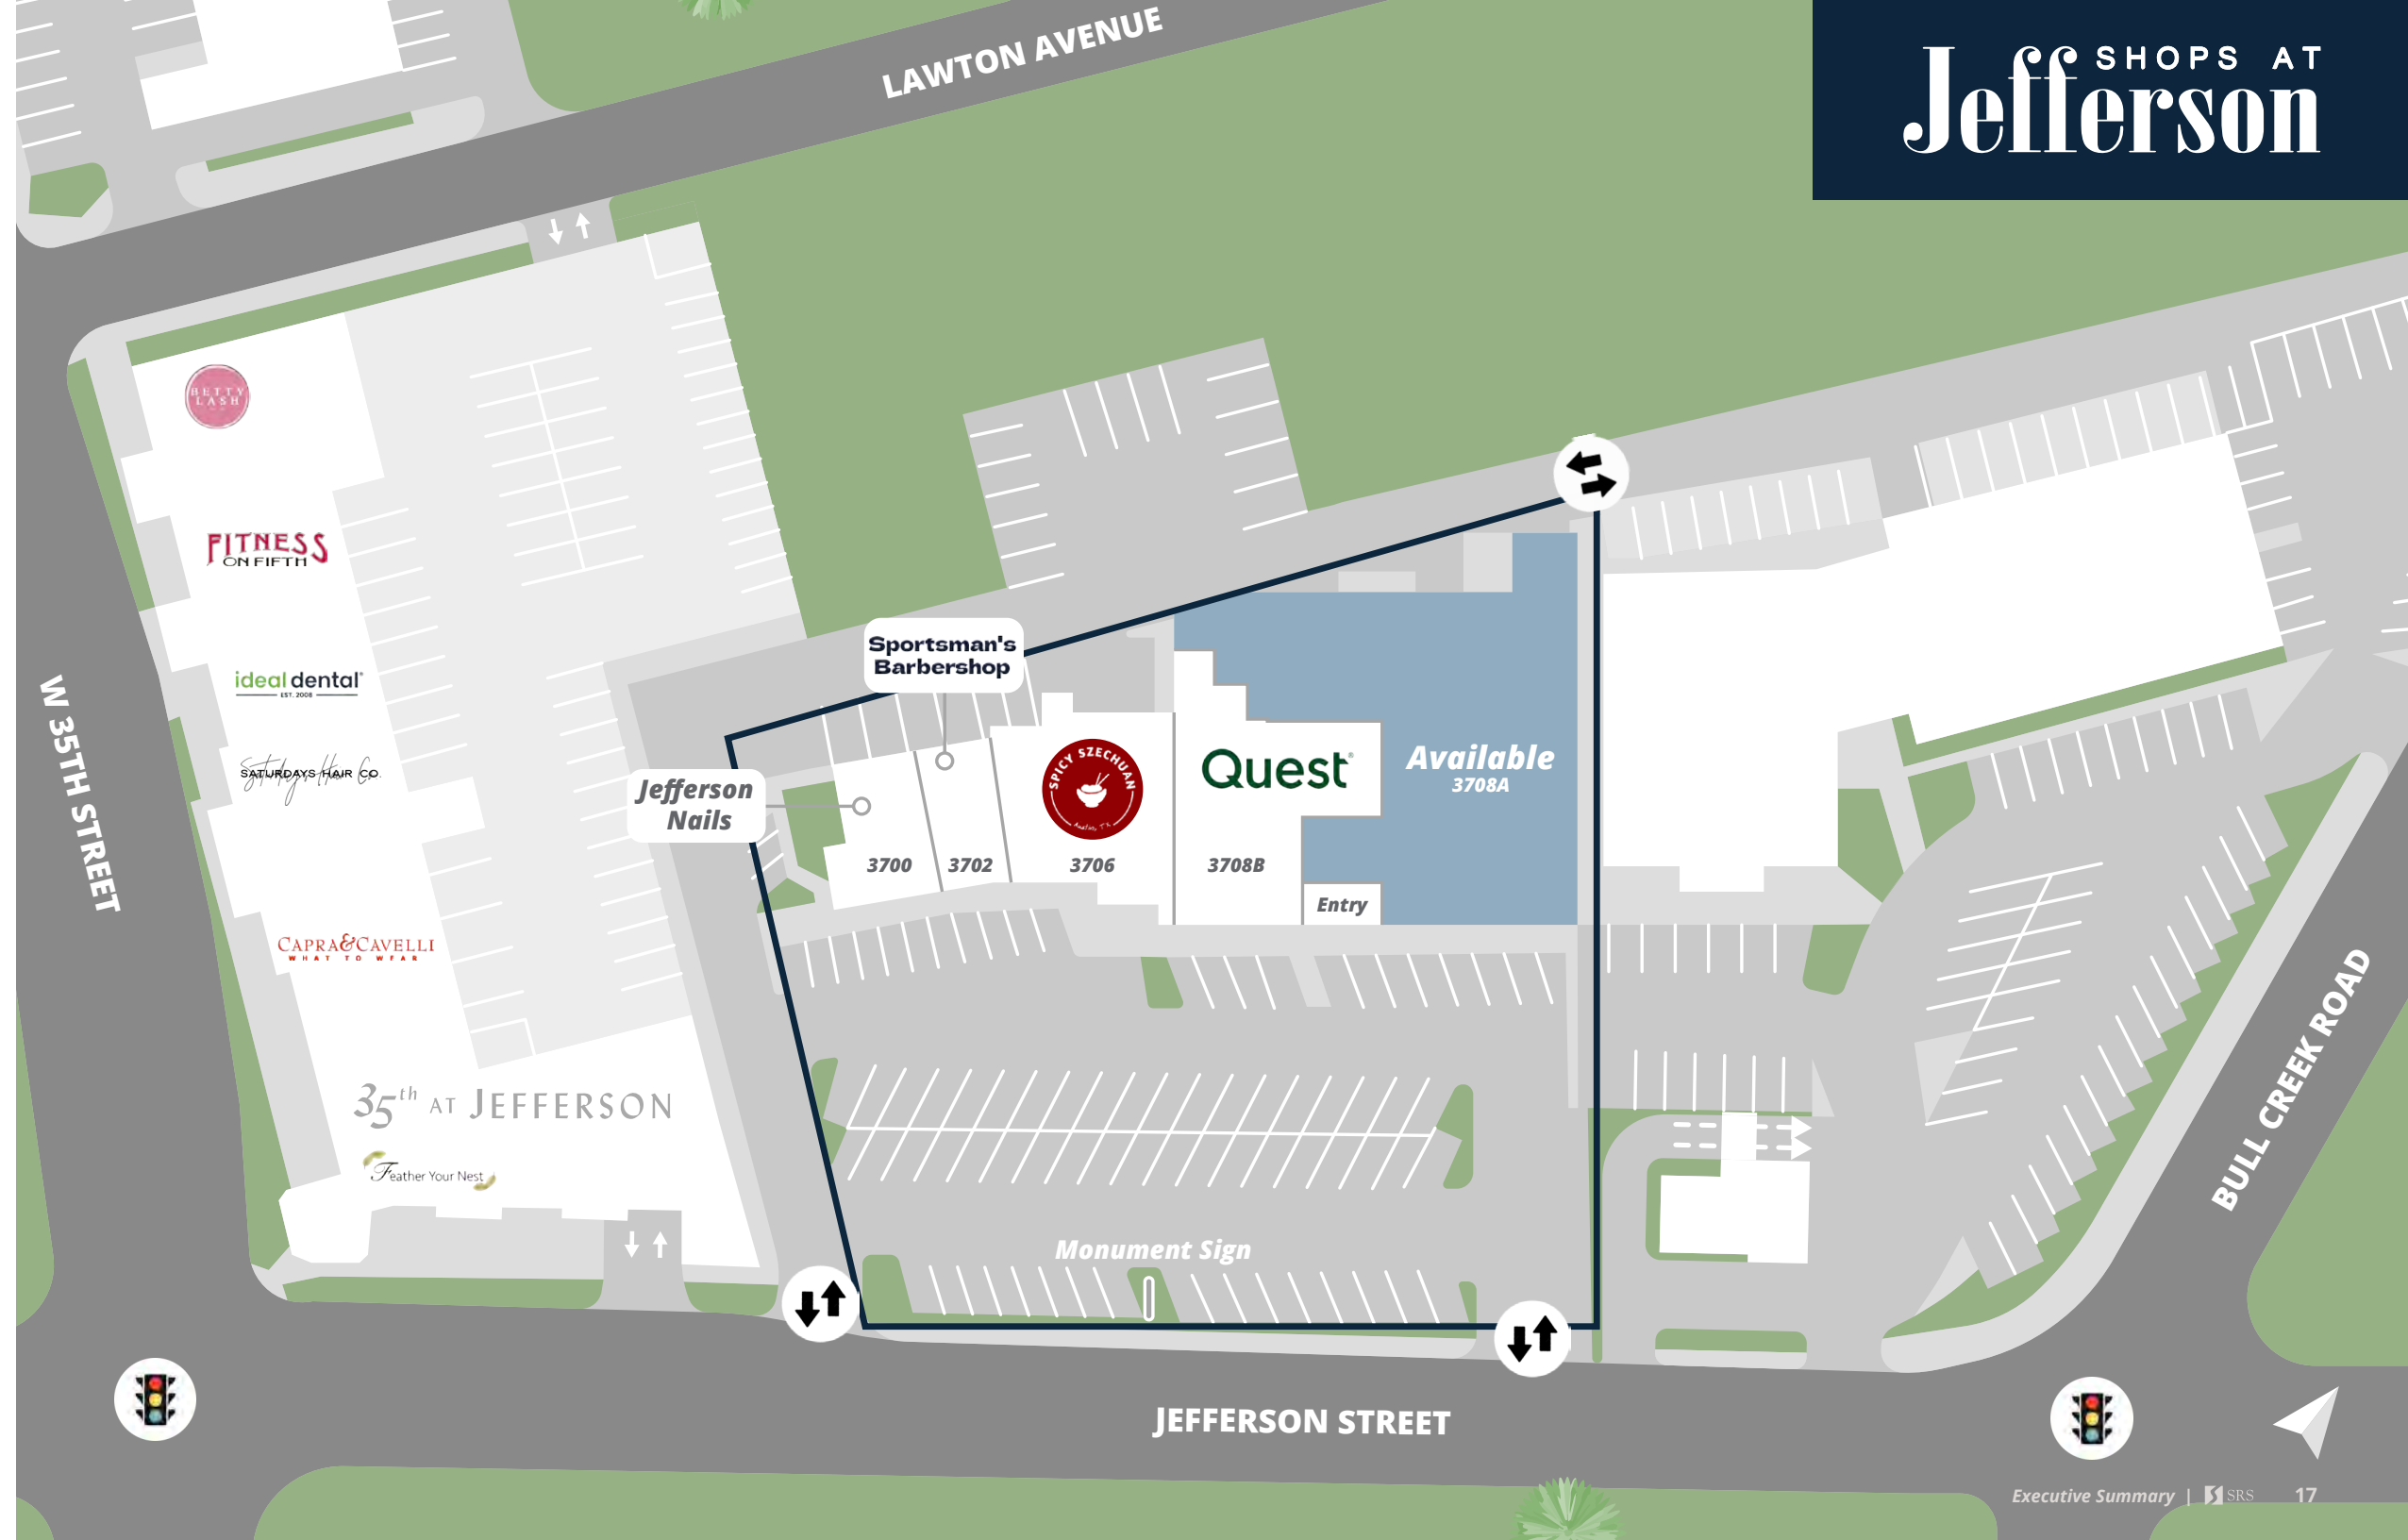 LAWTON AVENUE
SHOPS AT
Jefferson
BETTY
LASH
FITNESS
ON FIFTH
ideal dental®
EST. 2008
SATURDAYS HAIR CO.
CAPRA & CAVELLI
WHAT TO WEAR
35th AT JEFFERSON
Feather Your Nest
W 35TH STREET
Sportsman's
Barbershop
Jefferson
Nails
SPICY SZECHUAN
Austin, TX
Quest®
Available
3708A
3700
3702
3706
3708B
Entry
Monument Sign
BULL CREEK ROAD
JEFFERSON STREET
Executive Summary | SRS 17